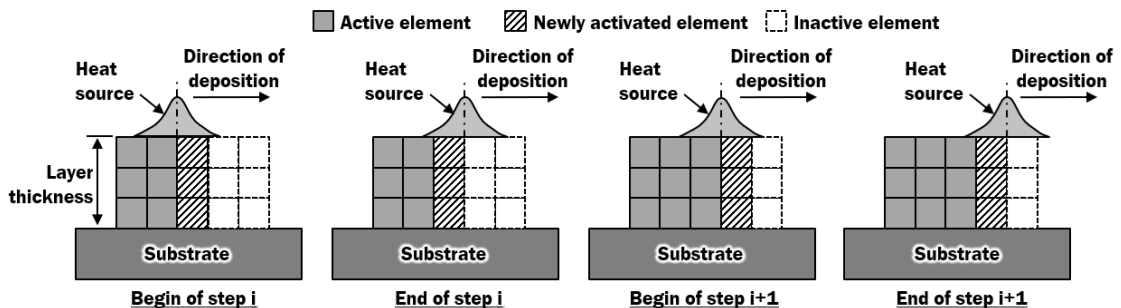 Active element
Newly activated element
Inactive element
Heat
source
Direction of
deposition
Layer
thickness
Substrate
Begin of step i
Heat
source
Direction of
deposition
Substrate
End of step i
Heat
source
Direction of
deposition
Substrate
Begin of step i+1
Heat
source
Direction of
deposition
Substrate
End of step i+1